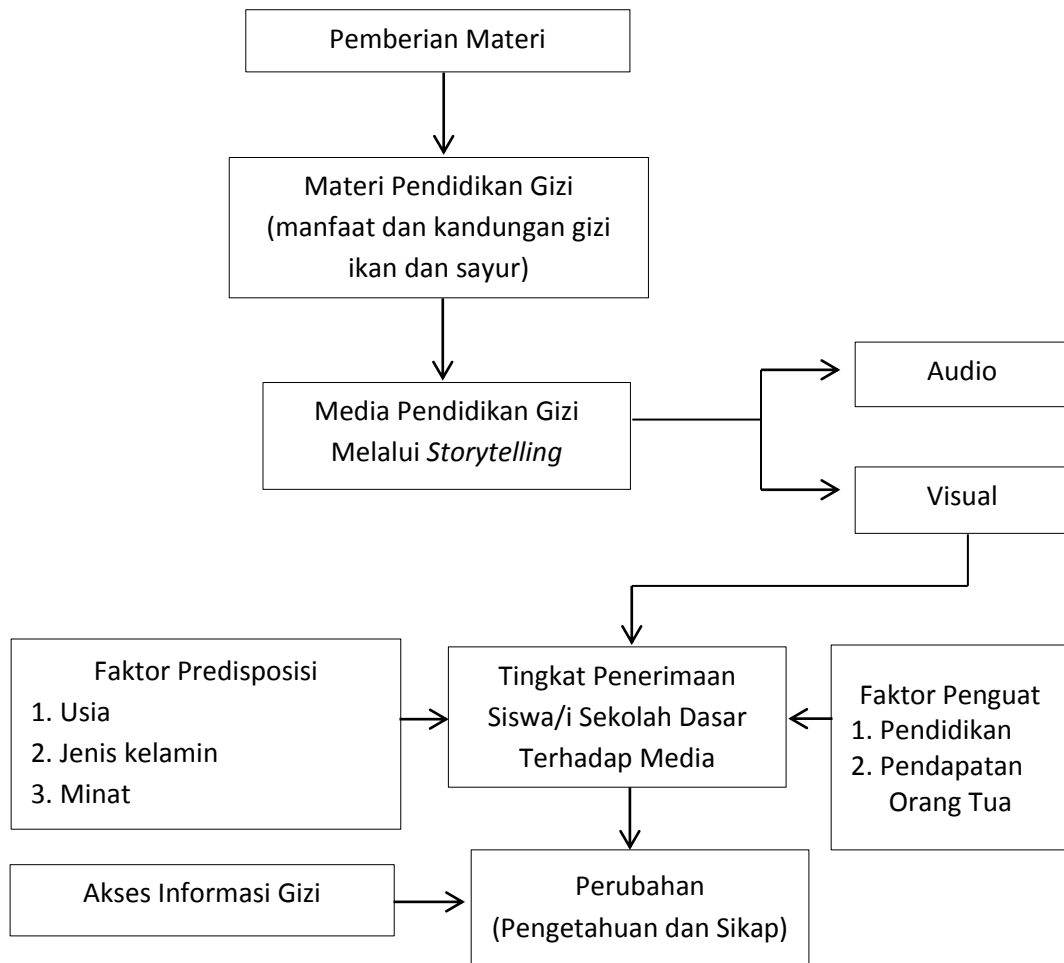 Pemberian Materi
Materi Pendidikan Gizi
(manfaat dan kandungan gizi
ikan dan sayur)
Media Pendidikan Gizi
Melalui Storytelling
Audio
Visual
Faktor Predisposisi
1. Usia
2. Jenis kelamin
3. Minat
Tingkat Penerimaan
Siswa/i Sekolah Dasar
Terhadap Media
Faktor Penguat
1. Pendidikan
2. Pendapatan
Orang Tua
Akses Informasi Gizi
Perubahan
(Pengetahuan dan Sikap)